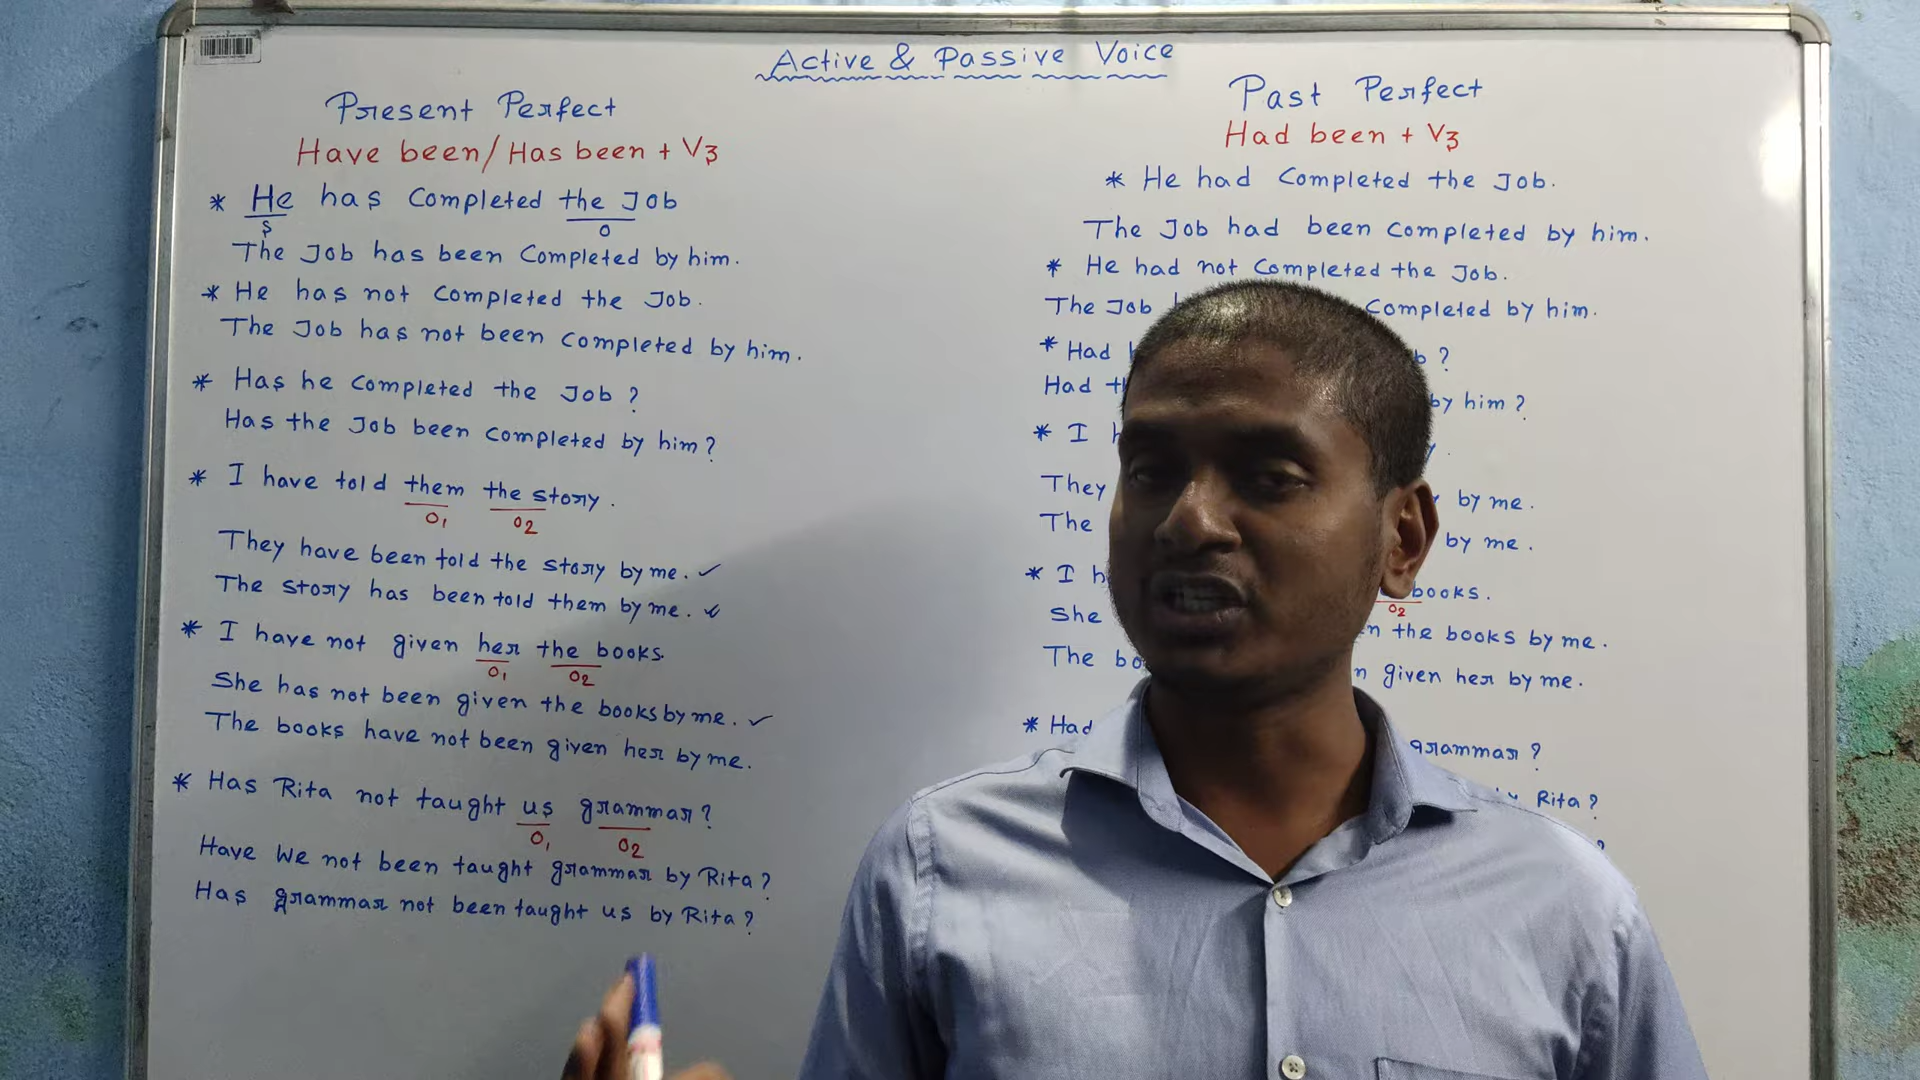 Active & Passive Voice
Present Perfect
Have been/Has been + V3
* He has Completed the Job
S O
The Job has been Completed by him.
* He has not Completed the Job.
The Job has not been Completed by him.
* Has he Completed the Job ?
Has the Job been Completed by him?
* I have told them the story.
O1 O2
They have been told the story by me. ✓
The story has been told them by me. ✓
* I have not given her the books.
O1 O2
She has not been given the books by me. ✓
The books have not been given her by me.
* Has Rita not taught us grammar?
O1 O2
Have We not been taught grammar by Rita?
Has grammar not been taught us by Rita?
Past Perfect
Had been + V3
* He had Completed the Job.
The Job had been Completed by him.
* He had not Completed the Job.
The Job Completed by him.
* Had ?
Had by him?
* I
They by me.
The by me.
* I books.
O2
She the books by me.
The given her by me.
* Had grammar?
Rita?
?